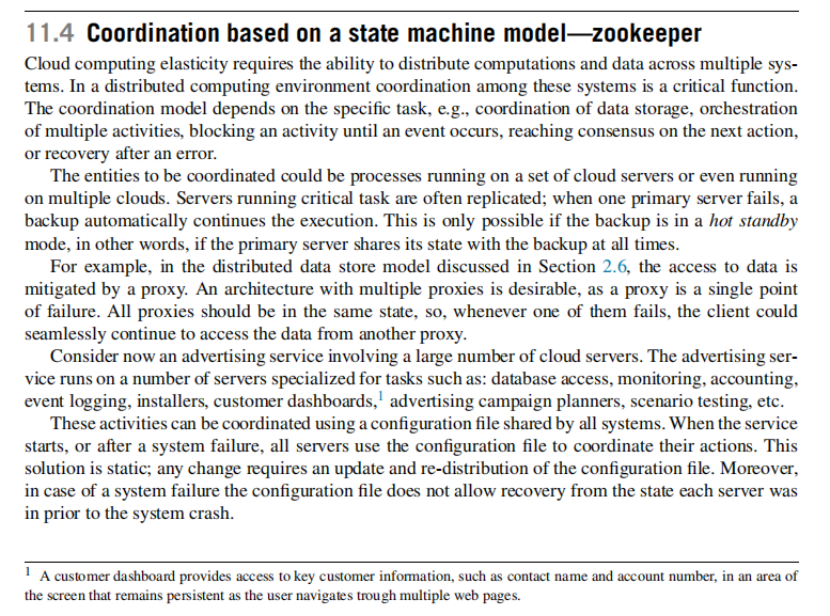 11.4 Coordination based on a state machine model—zookeeper
Cloud computing elasticity requires the ability to distribute computations and data across multiple sys-
tems. In a distributed computing environment coordination among these systems is a critical function.
The coordination model depends on the specific task, e.g., coordination of data storage, orchestration
of multiple activities, blocking an activity until an event occurs, reaching consensus on the next action,
or recovery after an error.
The entities to be coordinated could be processes running on a set of cloud servers or even running
on multiple clouds. Servers running critical task are often replicated; when one primary server fails, a
backup automatically continues the execution. This is only possible if the backup is in a hot standby
mode, in other words, if the primary server shares its state with the backup at all times.
For example, in the distributed data store model discussed in Section 2.6, the access to data is
mitigated by a proxy. An architecture with multiple proxies is desirable, as a proxy is a single point
of failure. All proxies should be in the same state, so, whenever one of them fails, the client could
seamlessly continue to access the data from another proxy.
Consider now an advertising service involving a large number of cloud servers. The advertising ser-
vice runs on a number of servers specialized for tasks such as: database access, monitoring, accounting,
event logging, installers, customer dashboards,¹ advertising campaign planners, scenario testing, etc.
These activities can be coordinated using a configuration file shared by all systems. When the service
starts, or after a system failure, all servers use the configuration file to coordinate their actions. This
solution is static; any change requires an update and re-distribution of the configuration file. Moreover,
in case of a system failure the configuration file does not allow recovery from the state each server was
in prior to the system crash.
¹ A customer dashboard provides access to key customer information, such as contact name and account number, in an area of
the screen that remains persistent as the user navigates trough multiple web pages.